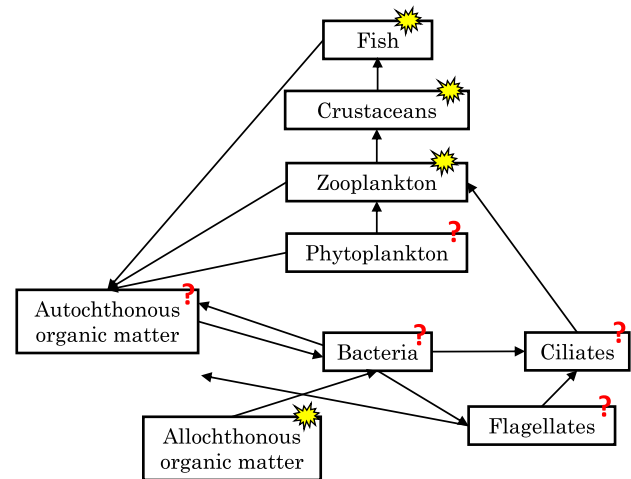 Fish
Crustaceans
Zooplankton
Phytoplankton ?
Autochthonous ?
organic matter
Bacteria ?
Ciliates ?
Flagellates ?
Allochthonous
organic matter